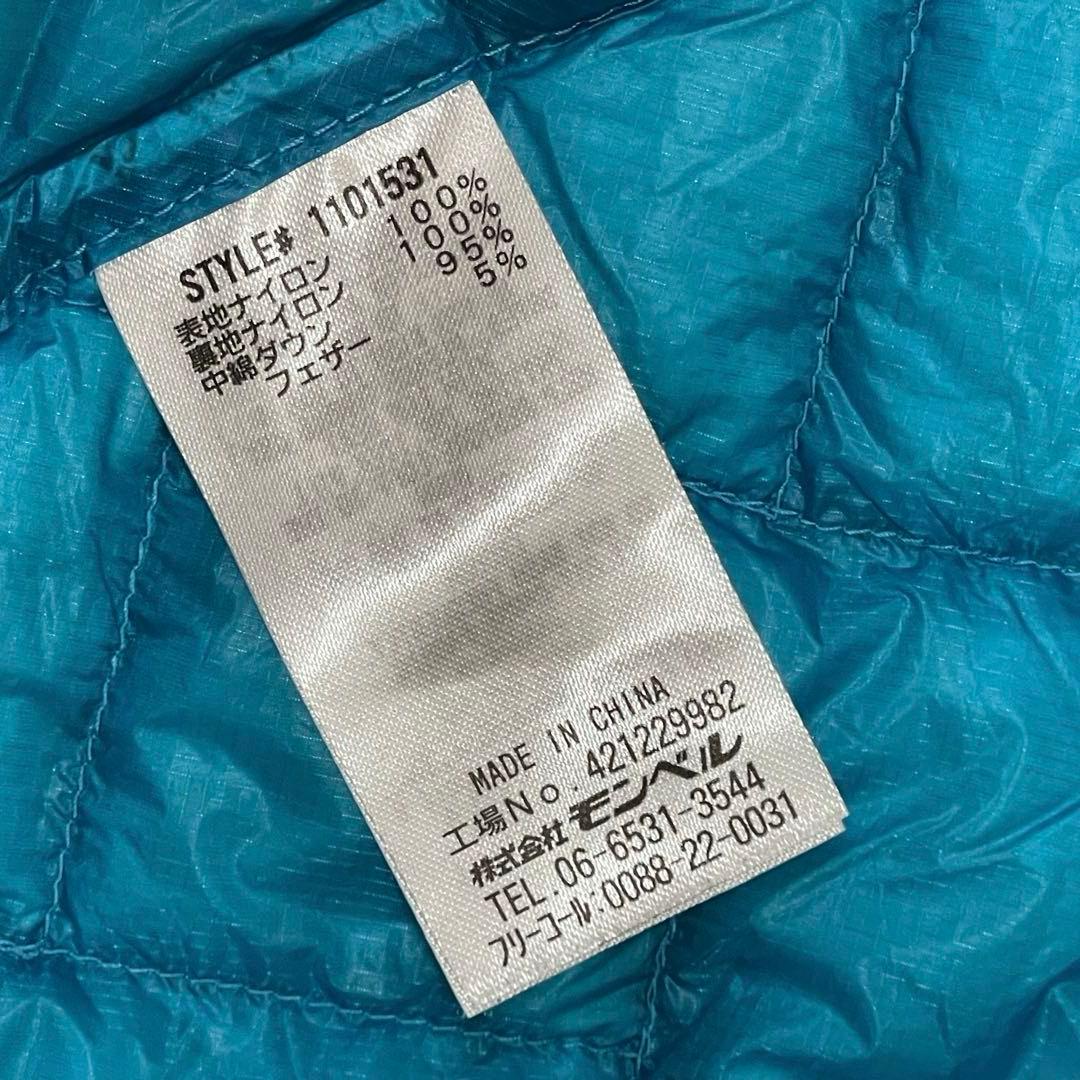 STYLE# 1101531
表地ナイロン 100%
裏地ナイロン 100%
中綿ダウン 95%
フェザー 5%
MADE IN CHINA
工場No. 421229982
株式会社モンベル
TEL.06-6531-3544
フリーコール:0088-22-0031